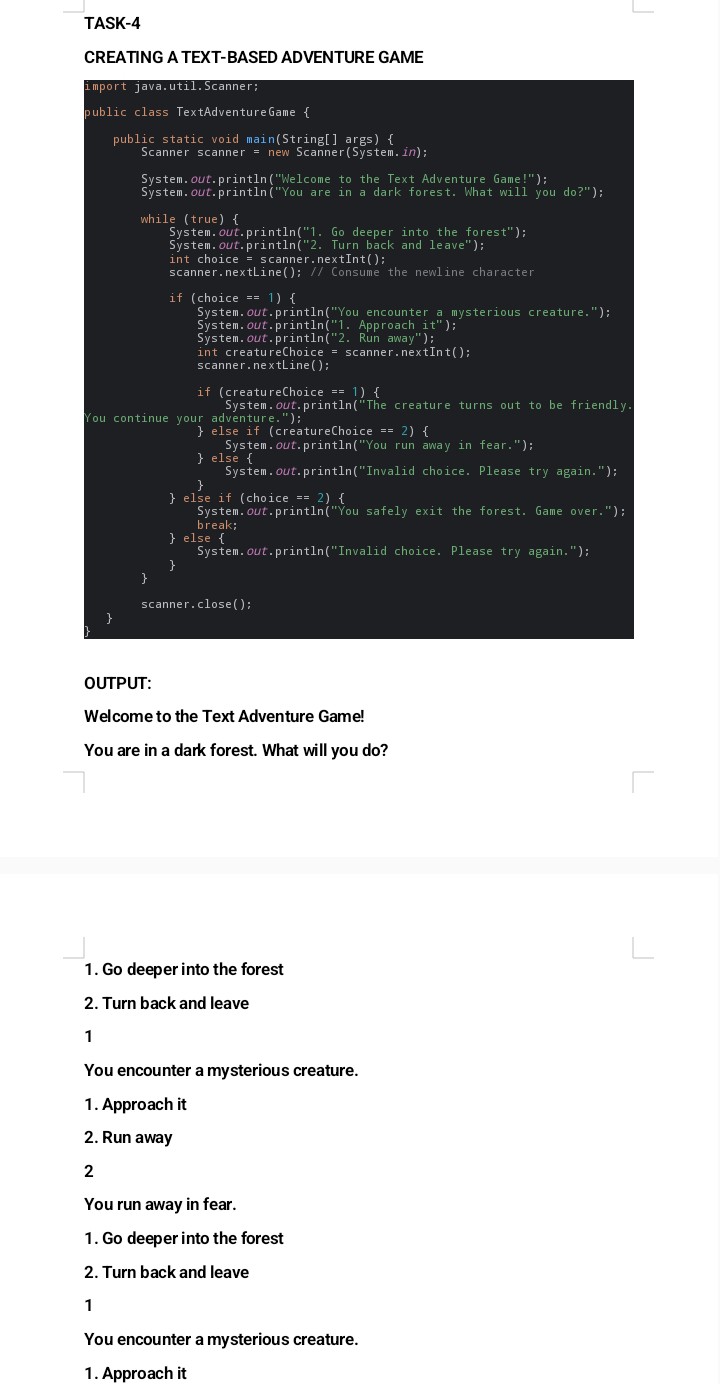 TASK-4
CREATING A TEXT-BASED ADVENTURE GAME
import java.util.Scanner;
public class TextAdventureGame {
    public static void main(String[] args) {
        Scanner scanner = new Scanner(System.in);
        System.out.println("Welcome to the Text Adventure Game!");
        System.out.println("You are in a dark forest. What will you do?");
        while (true) {
            System.out.println("1. Go deeper into the forest");
            System.out.println("2. Turn back and leave");
            int choice = scanner.nextInt();
            scanner.nextLine(); // Consume the newline character
            if (choice == 1) {
                System.out.println("You encounter a mysterious creature.");
                System.out.println("1. Approach it");
                System.out.println("2. Run away");
                int creatureChoice = scanner.nextInt();
                scanner.nextLine();
                if (creatureChoice == 1) {
                    System.out.println("The creature turns out to be friendly.
You continue your adventure.");
                } else if (creatureChoice == 2) {
                    System.out.println("You run away in fear.");
                } else {
                    System.out.println("Invalid choice. Please try again.");
                }
            } else if (choice == 2) {
                System.out.println("You safely exit the forest. Game over.");
                break;
            } else {
                System.out.println("Invalid choice. Please try again.");
            }
        }
        scanner.close();
   }
}
OUTPUT:
Welcome to the Text Adventure Game!
You are in a dark forest. What will you do?
1. Go deeper into the forest
2. Turn back and leave
1
You encounter a mysterious creature.
1. Approach it
2. Run away
2
You run away in fear.
1. Go deeper into the forest
2. Turn back and leave
1
You encounter a mysterious creature.
1. Approach it